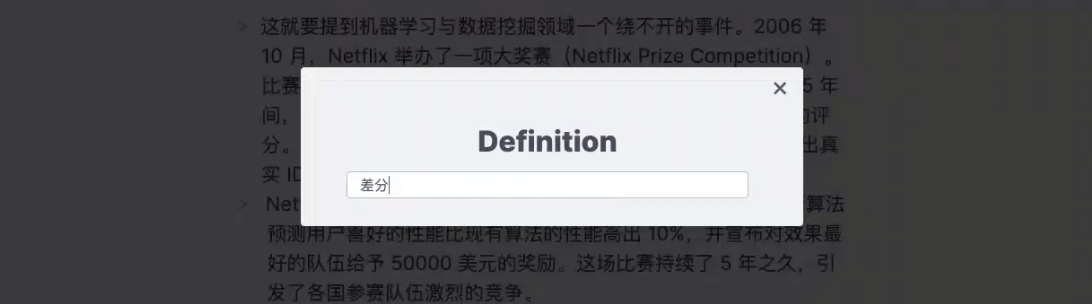 > 这就要提到机器学习与数据挖掘领域一个绕不开的事件。2006 年
10 月，Netflix 举办了一项大奖赛（Netflix Prize Competition）。
比赛 5 年
×
间， 的评
Definition
分。 出真
差分
实 ID
> Net 算法
预测用户喜好的性能比现有算法的性能高出 10%，并宣布对效果最
好的队伍给予 50000 美元的奖励。这场比赛持续了 5 年之久，引
发了各国参赛队伍激烈的竞争。